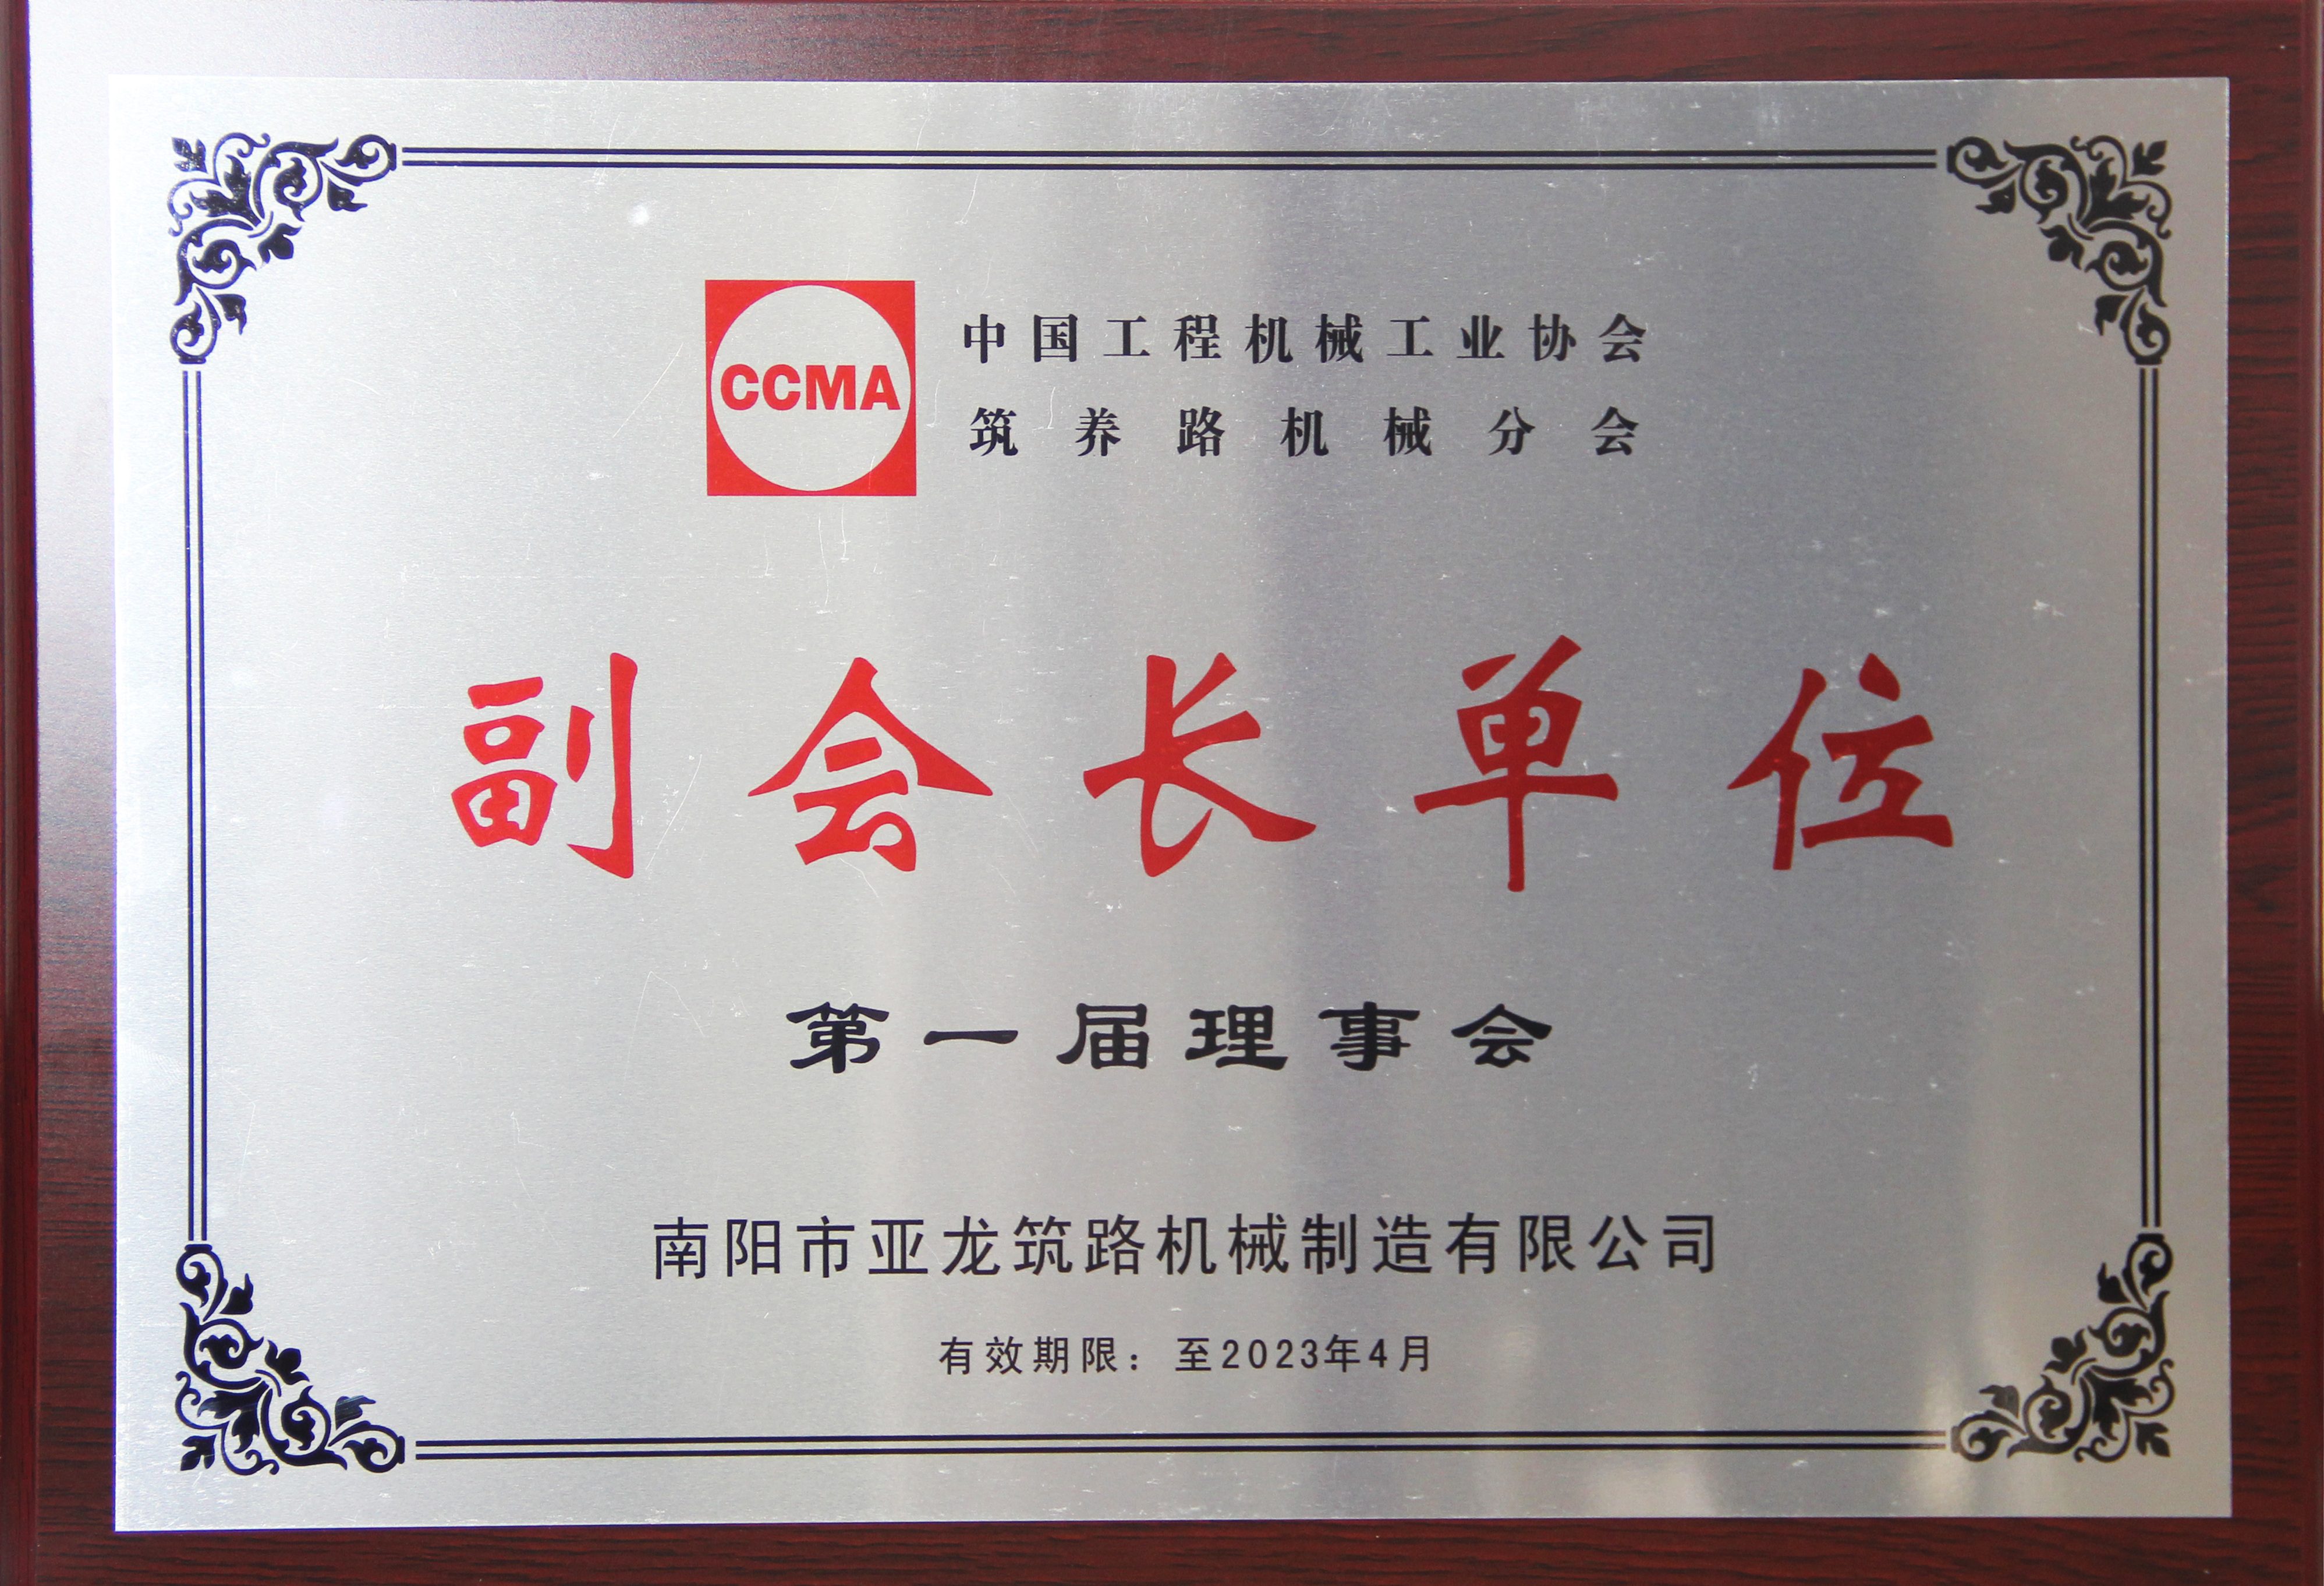 CCMA
中国工程机械工业协会
筑养路机械分会
副会长单位
第一届理事会
南阳市亚龙筑路机械制造有限公司
有效期限：至2023年4月